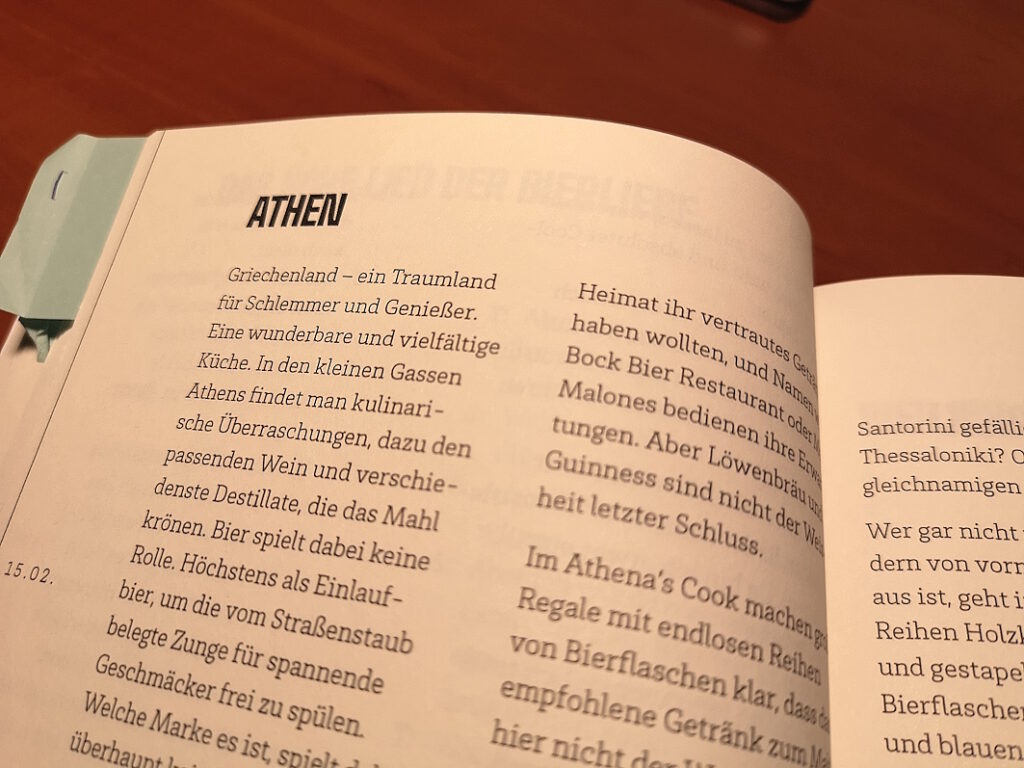 ATHEN
Griechenland – ein Traumland
für Schlemmer und Genießer.
Eine wunderbare und vielfältige
Küche. In den kleinen Gassen
Athens findet man kulinari-
sche Überraschungen, dazu den
passenden Wein und verschie-
denste Destillate, die das Mahl
krönen. Bier spielt dabei keine
Rolle. Höchstens als Einlauf-
bier, um die vom Straßenstaub
belegte Zunge für spannende
Geschmäcker frei zu spülen.
Welche Marke es ist, spielt
überhaupt
15.02.
Heimat ihr vertrautes
haben wollten, und Namen
Bock Bier Restaurant oder
Malones bedienen ihre
tungen. Aber Löwenbräu
Guinness sind nicht der
heit letzter Schluss.
Im Athena's Cook machen
Regale mit endlosen Reihen
von Bierflaschen klar, dass
empfohlene Getränk zum
hier nicht der
Santorini
Thessaloniki?
gleichnamigen
Wer gar nicht
dern von
aus ist, geht
Reihen
und
und blauen